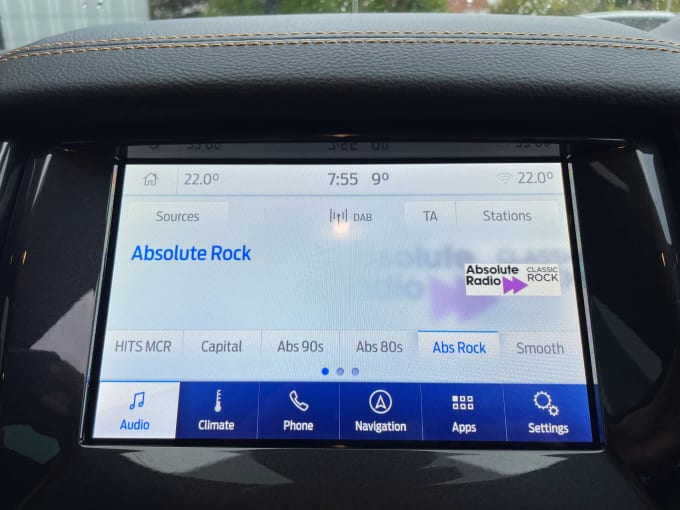 22.0° 7:55 9° 22.0°
Sources DAB TA Stations
Absolute Rock
Absolute Radio CLASSIC ROCK
HITS MCR Capital Abs 90s Abs 80s Abs Rock Smooth
Audio Climate Phone Navigation Apps Settings